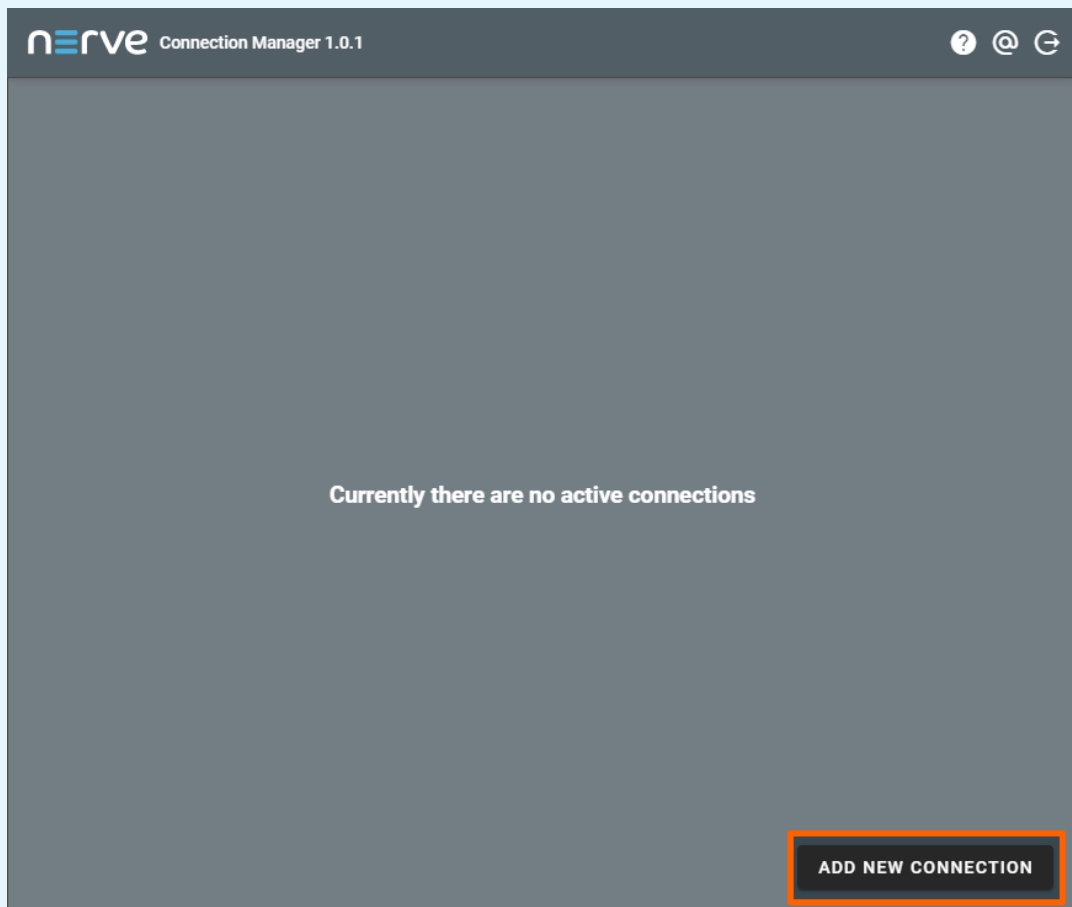 nerve Connection Manager 1.0.1
Currently there are no active connections
ADD NEW CONNECTION